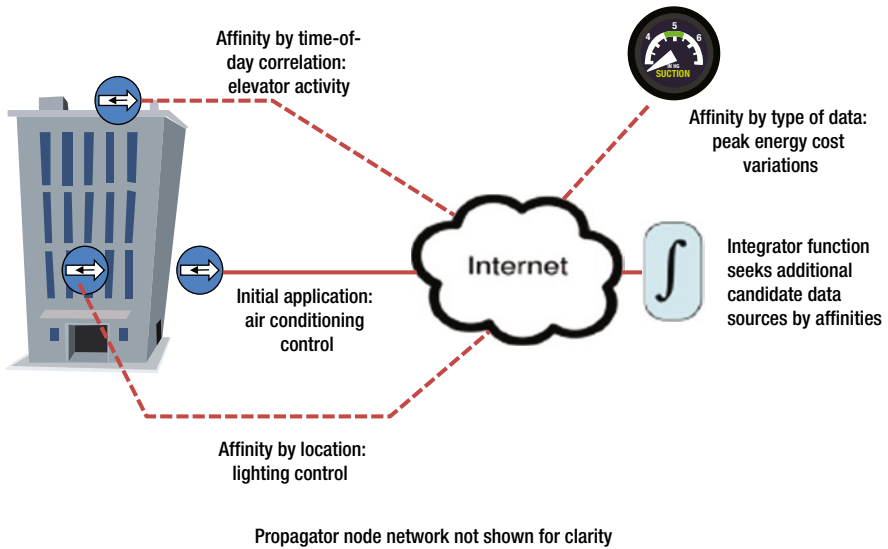 Affinity by time-of-
day correlation:
elevator activity
4 5 6
IN HG
SUCTION
Affinity by type of data:
peak energy cost
variations
Internet
∫
Integrator function
seeks additional
candidate data
sources by affinities
Initial application:
air conditioning
control
Affinity by location:
lighting control
Propagator node network not shown for clarity